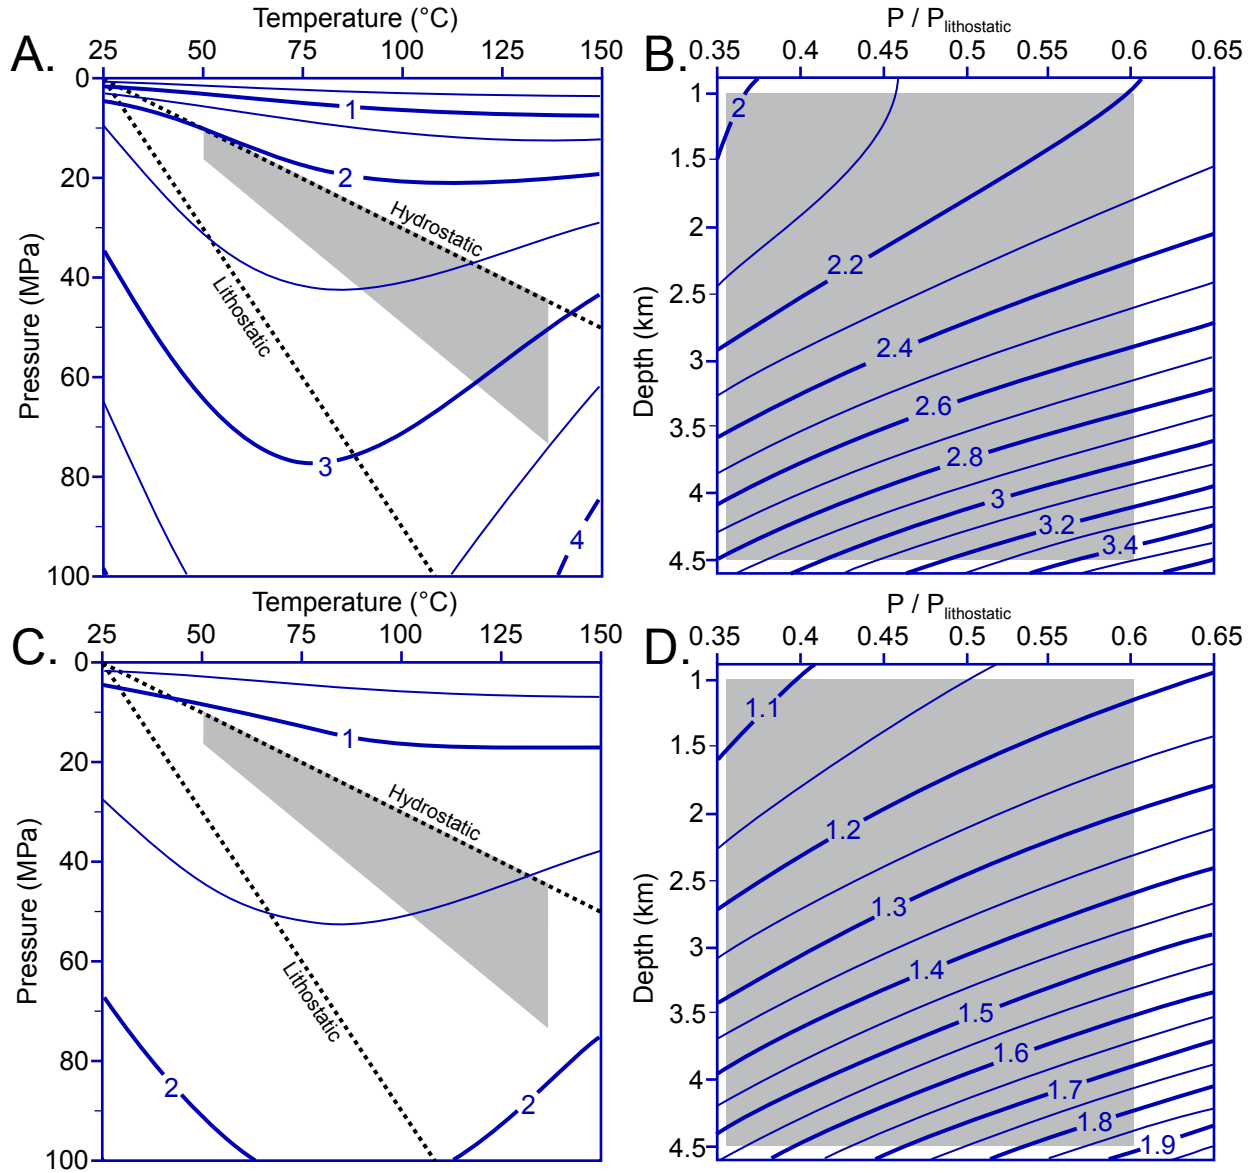 A.
Temperature (°C)
25 50 75 100 125 150
Pressure (MPa)
0
20
40
60
80
100
1
2
3
4
Hydrostatic
Lithostatic
B.
P / Plithostatic
0.35 0.4 0.45 0.5 0.55 0.6 0.65
Depth (km)
1
1.5
2
2.5
3
3.5
4
4.5
2
2.2
2.4
2.6
2.8
3
3.2
3.4
C.
Temperature (°C)
25 50 75 100 125 150
Pressure (MPa)
0
20
40
60
80
100
1
2
2
Hydrostatic
Lithostatic
D.
P / Plithostatic
0.35 0.4 0.45 0.5 0.55 0.6 0.65
Depth (km)
1
1.5
2
2.5
3
3.5
4
4.5
1.1
1.2
1.3
1.4
1.5
1.6
1.7
1.8
1.9